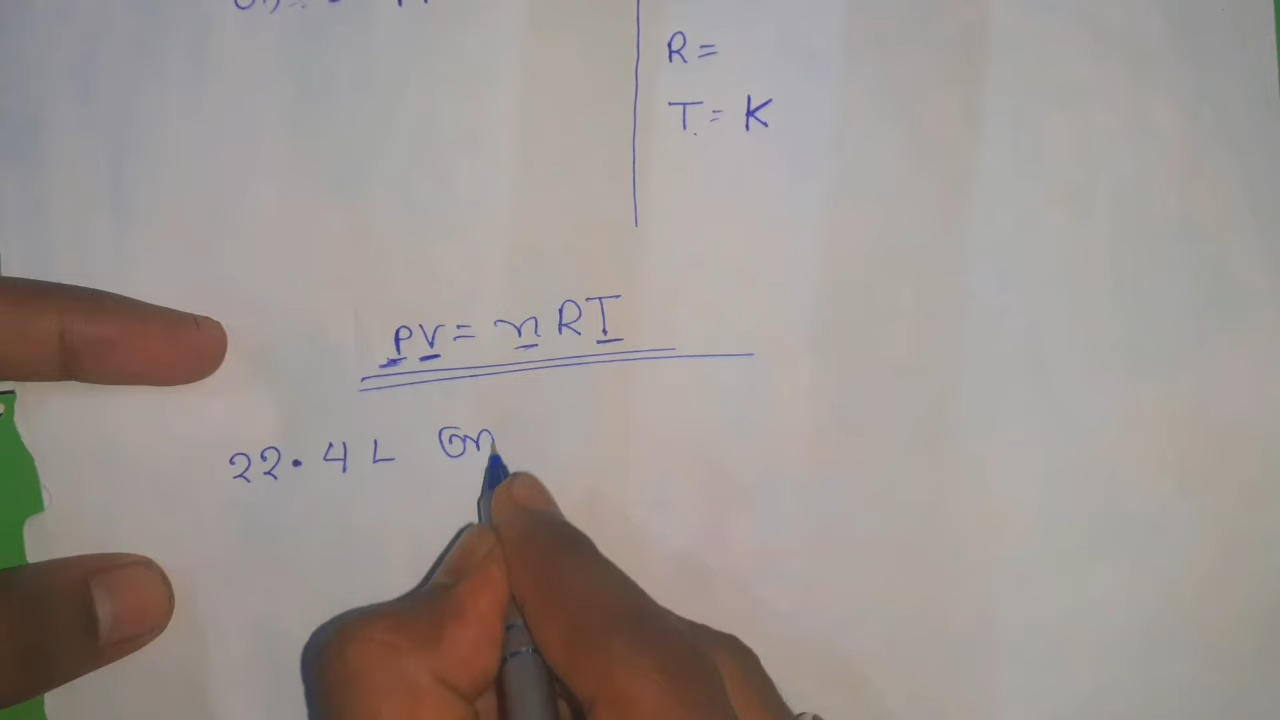 R =
T = K
PV = nRT
22.4 L